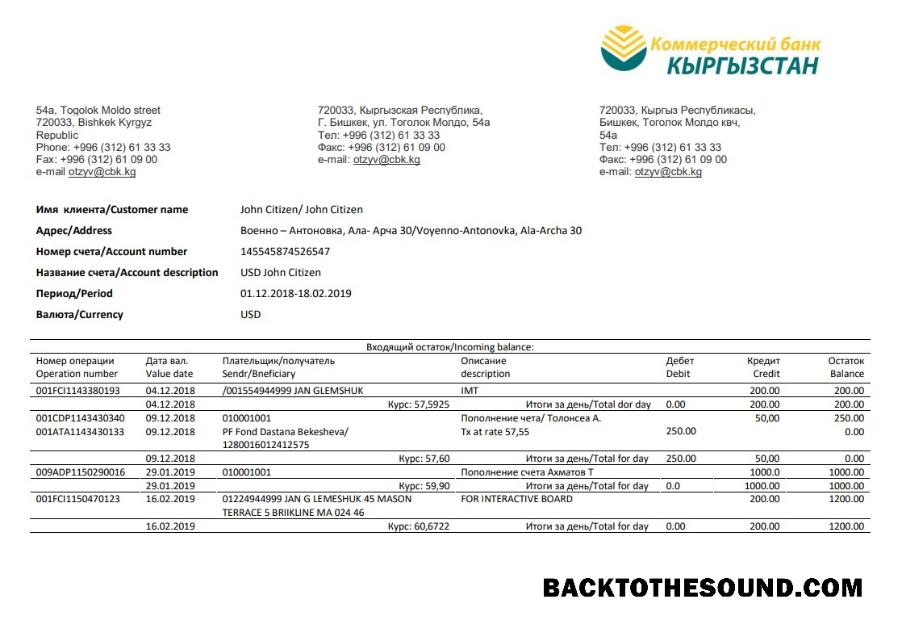 Коммерческий банк
КЫРГЫЗСТАН
54a, Togolok Moldo street
720033, Bishkek Kyrgyz
Republic
Phone: +996 (312) 61 33 33
Fax: +996 (312) 61 09 00
e-mail otzyv@cbk.kg
720033, Кыргызская Республика,
Г. Бишкек, ул. Тоголок Молдо, 54а
Тел: +996 (312) 61 33 33
Факс: +996 (312) 61 09 00
e-mail: otzyv@cbk.kg
720033, Кыргыз Республикасы,
Бишкек, Тоголок Молдо квч,
54а
Тел: +996 (312) 61 33 33
Факс: +996 (312) 61 09 00
e-mail: otzyv@cbk.kg
Имя клиента/Customer name John Citizen/ John Citizen
Адрес/Address Военно – Антоновка, Ала- Арча 30/Voyenno-Antonovka, Ala-Archa 30
Номер счета/Account number 145545874526547
Название счета/Account description USD John Citizen
Период/Period 01.12.2018-18.02.2019
Валюта/Currency USD
Входящий остаток/Incoming balance:
Номер операции Дата вал. Плательщик/получатель Описание Дебет Кредит Остаток
Operation number Value date Sendr/Bneficiary description Debit Credit Balance
001FCI1143380193 04.12.2018 /001554944999 JAN GLEMSHUK IMT 200.00 200.00
04.12.2018 Курс: 57,5925 Итоги за день/Total dor day 0.00 200.00 200.00
001CDP1143430340 09.12.2018 010001001 Пополнение чета/ Толонсеа А. 50,00 250.00
001ATA1143430133 09.12.2018 PF Fond Dastana Bekesheva/ Tx at rate 57,55 250.00 0.00
1280016012412575
09.12.2018 Курс: 57,60 Итоги за день/Total for day 250.00 50,00 0.00
009ADP1150290016 29.01.2019 010001001 Пополнение счета Ахматов Т 1000.0 1000.00
29.01.2019 Курс: 59,90 Итоги за день/Total for day 0.0 1000.00 1000.00
001FCI1150470123 16.02.2019 01224944999 JAN G LEMESHUK 45 MASON FOR INTERACTIVE BOARD 200.00 1200.00
TERRACE 5 BRIIKLINE MA 024 46
16.02.2019 Курс: 60,6722 Итоги за день/Total for day 0.00 200.00 1200.00
BACKTOTHESOUND.COM